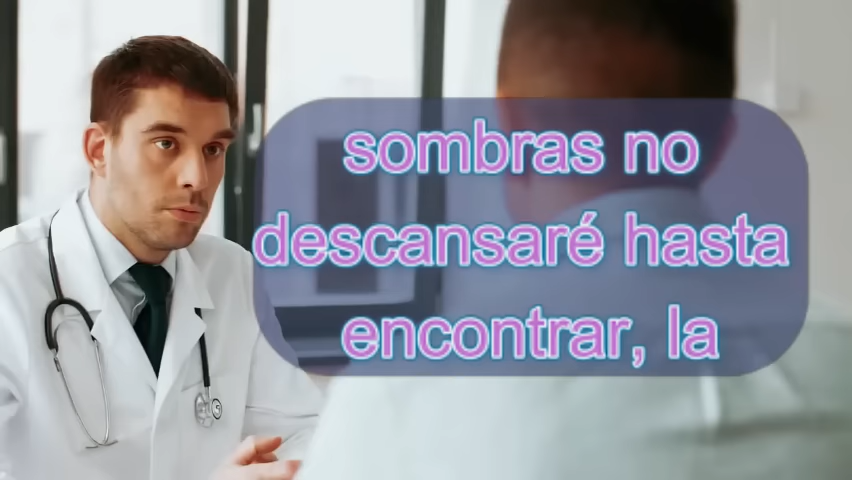 sombras no
descansaré hasta
encontrar, la